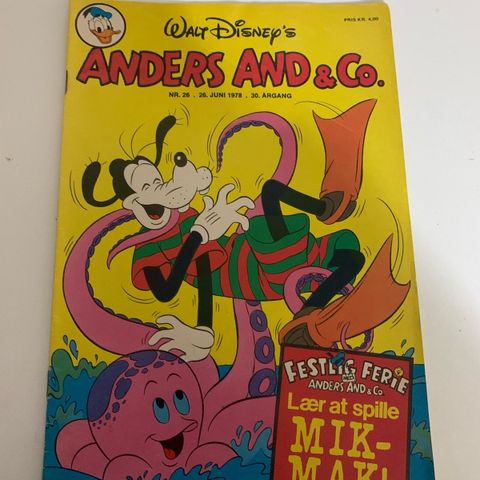 WALT DISNEY'S
PRIS KR. 4,00
ANDERS AND & CO.
NR. 26 . 26. JUNI 1978 . 30. ÅRGANG
FESTLIG FERIE
MED
ANDERS AND & CO.
Lær at spille
MIK-
MAK!